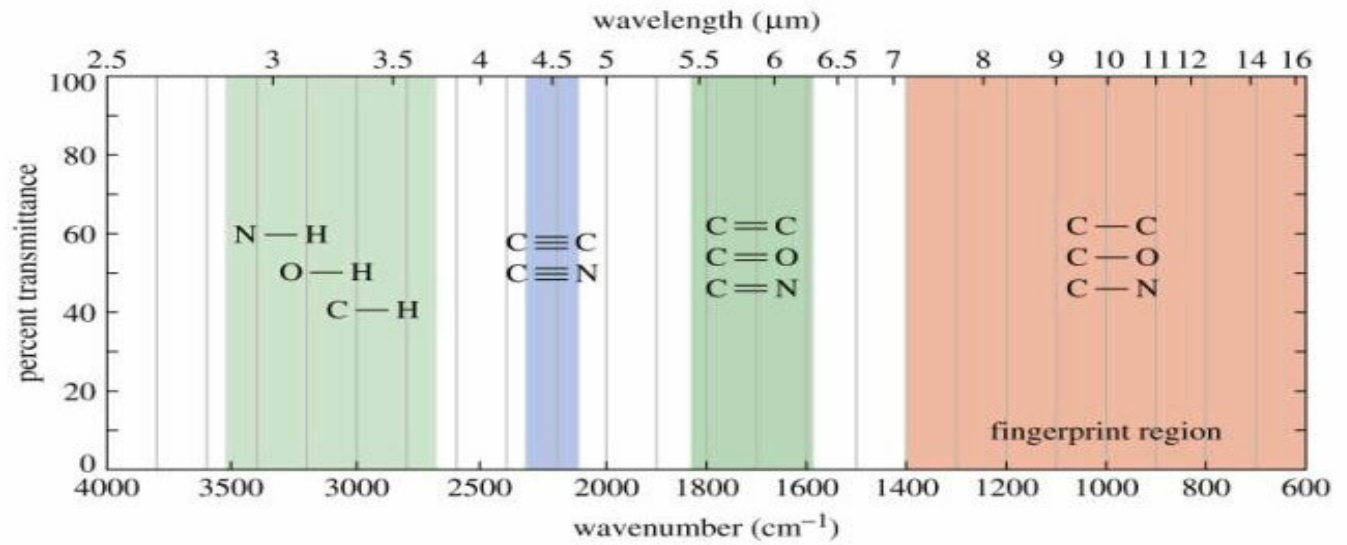 wavelength (μm)
2.5 3 3.5 4 4.5 5 5.5 6 6.5 7 8 9 10 11 12 14 16
100
80
60
40
20
0
percent transmittance
N — H
O — H
C — H
C≡C
C≡N
C=C
C=O
C=N
C — C
C — O
C — N
fingerprint region
4000 3500 3000 2500 2000 1800 1600 1400 1200 1000 800 600
wavenumber (cm⁻¹)